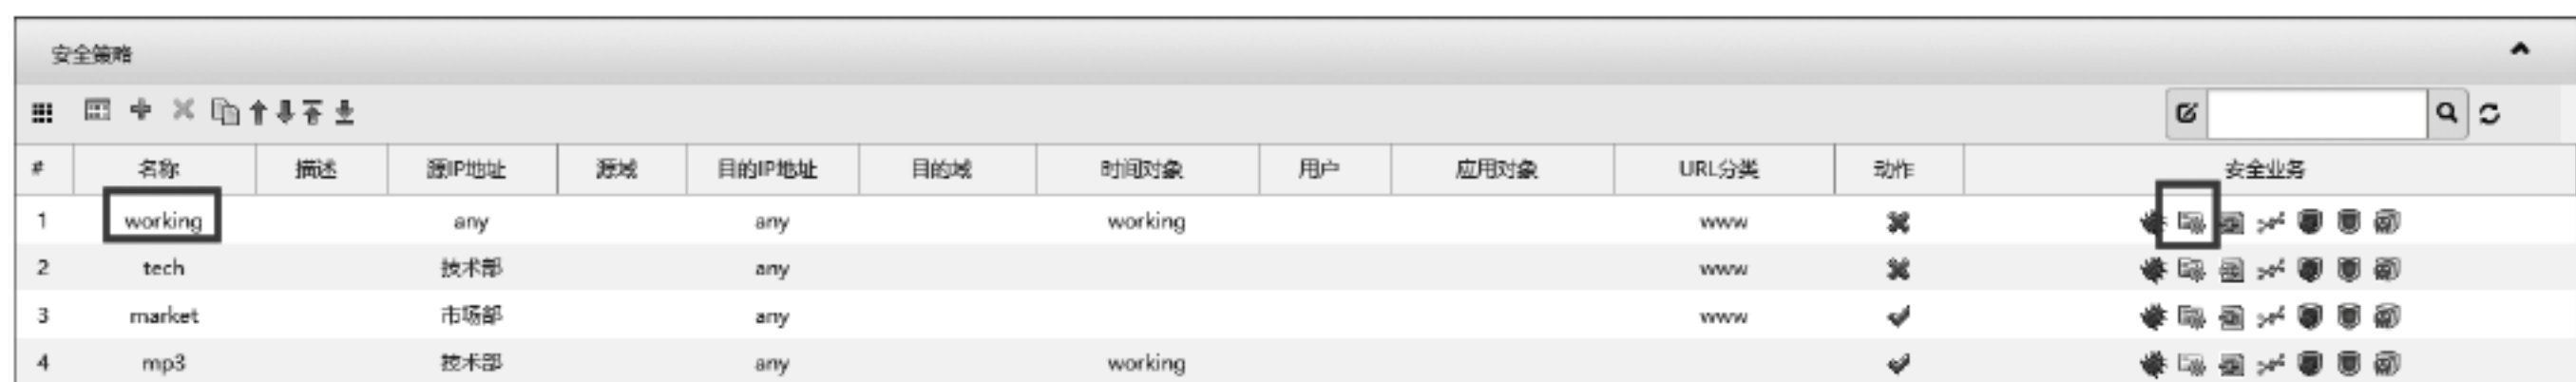 安全策略
# 名称 描述 源IP地址 源域 目的IP地址 目的域 时间对象 用户 应用对象 URL分类 动作 安全业务
1 working any any working www
2 tech 技术部 any www
3 market 市场部 any www
4 mp3 技术部 any working